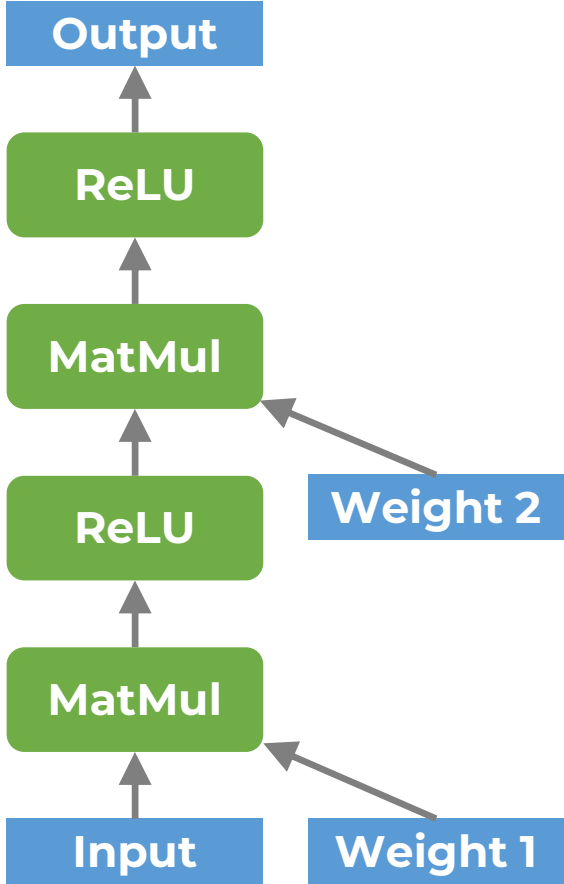 Output
ReLU
MatMul
Weight 2
ReLU
MatMul
Input
Weight 1